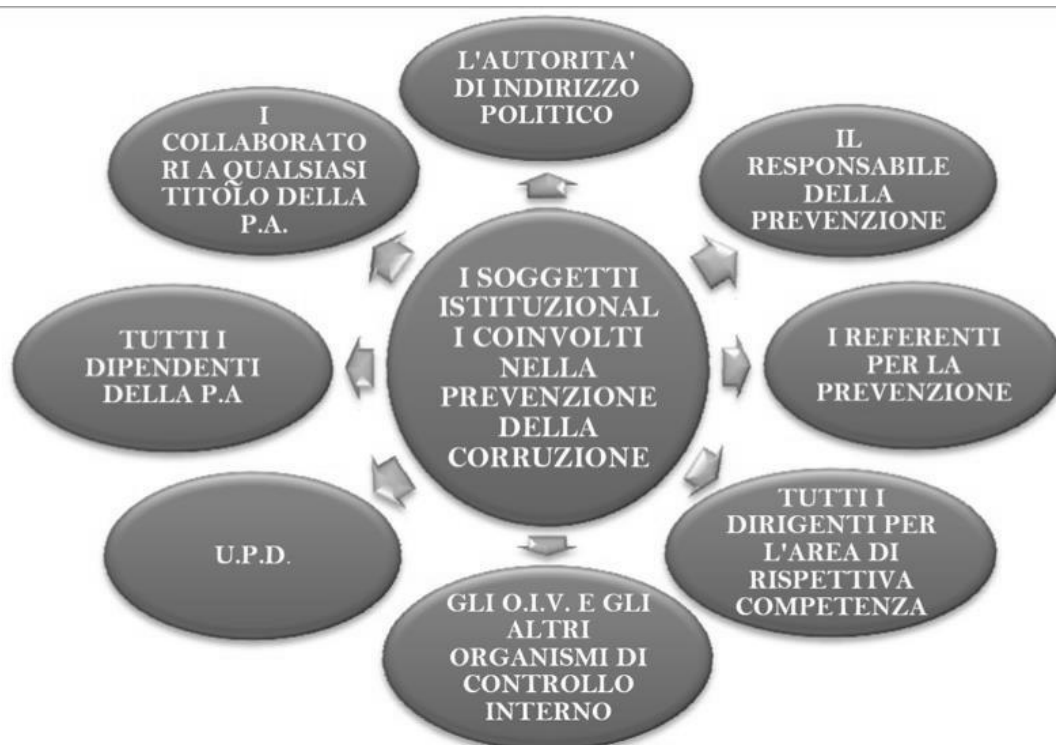 L'AUTORITA'
DI INDIRIZZO
POLITICO
IL
RESPONSABILE
DELLA
PREVENZIONE
I REFERENTI
PER LA
PREVENZIONE
TUTTI I
DIRIGENTI PER
L'AREA DI
RISPETTIVA
COMPETENZA
GLI O.I.V. E GLI
ALTRI
ORGANISMI DI
CONTROLLO
INTERNO
U.P.D.
TUTTI I
DIPENDENTI
DELLA P.A
I
COLLABORATO
RI A QUALSIASI
TITOLO DELLA
P.A.
I SOGGETTI
ISTITUZIONAL
I COINVOLTI
NELLA
PREVENZIONE
DELLA
CORRUZIONE